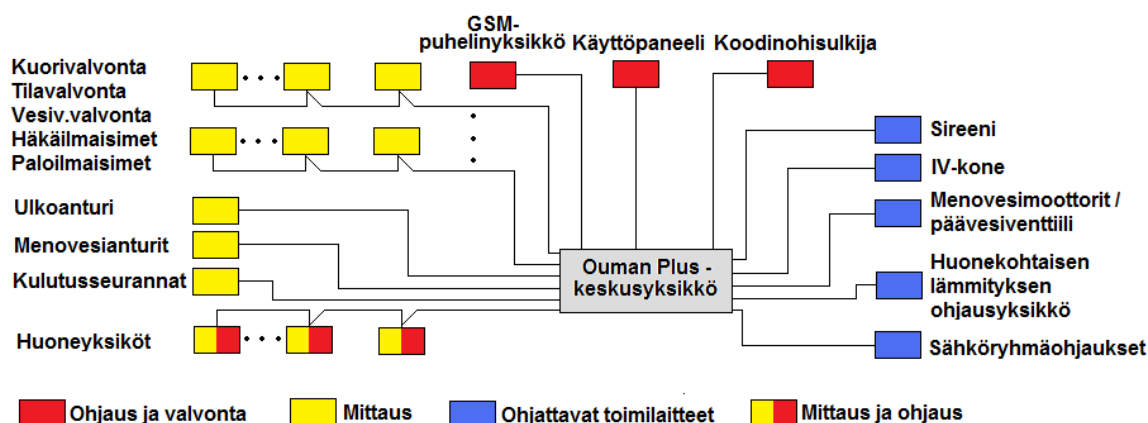 GSM-
puhelinyksikkö
Käyttöpaneeli
Koodinohisulkija
Kuorivalvonta
Tilavalvonta
Vesiv.valvonta
Häkäilmaisimet
Paloilmaisimet
Ulkoanturi
Menovesianturit
Kulutusseurannat
Huoneyksiköt
Ouman Plus -
keskusyksikkö
Sireeni
IV-kone
Menovesimoottorit /
päävesiventtiili
Huonekohtaisen
lämmityksen
ohjausyksikkö
Sähköryhmäohjaukset
Ohjaus ja valvonta
Mittaus
Ohiattavat toimilaitteet
Mittaus ja ohjaus